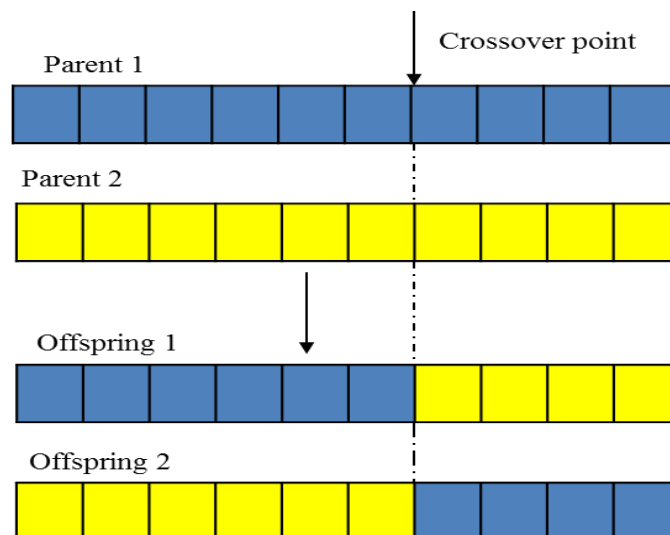 Crossover point
Parent 1
Parent 2
Offspring 1
Offspring 2